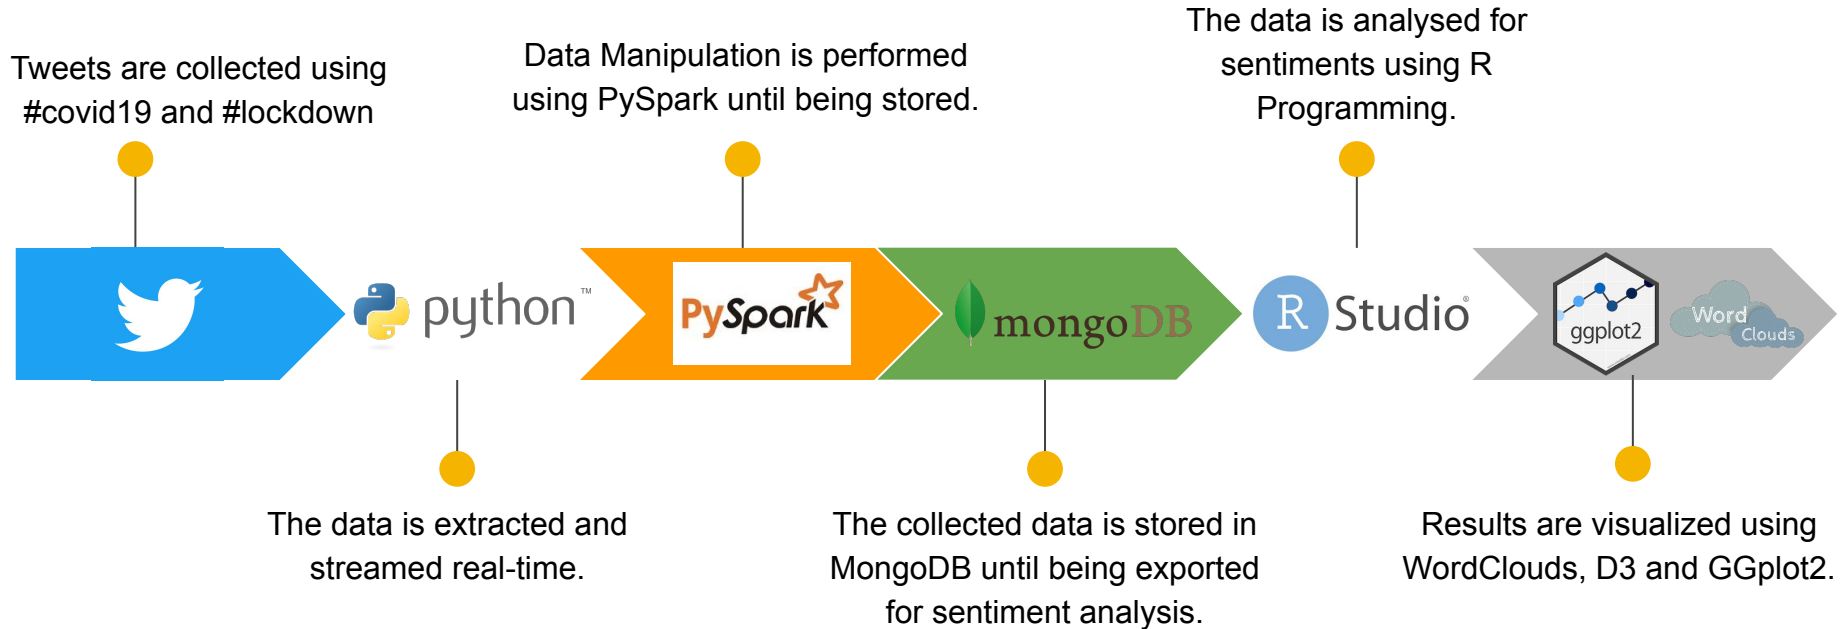 Tweets are collected using
#covid19 and #lockdown
Data Manipulation is performed
using PySpark until being stored.
The data is analysed for
sentiments using R
Programming.
python™
PySpark
mongoDB
R Studio®
ggplot2
Word
Clouds
The data is extracted and
streamed real-time.
The collected data is stored in
MongoDB until being exported
for sentiment analysis.
Results are visualized using
WordClouds, D3 and GGplot2.